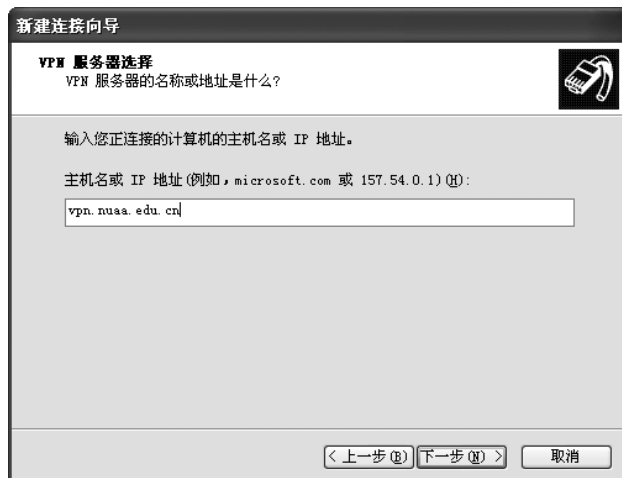 新建连接向导
VPN 服务器选择
VPN 服务器的名称或地址是什么?
输入您正连接的计算机的主机名或 IP 地址。
主机名或 IP 地址(例如,microsoft.com 或 157.54.0.1)(H):
vpn.nuaa.edu.cn
< 上一步(B) 下一步(N) > 取消